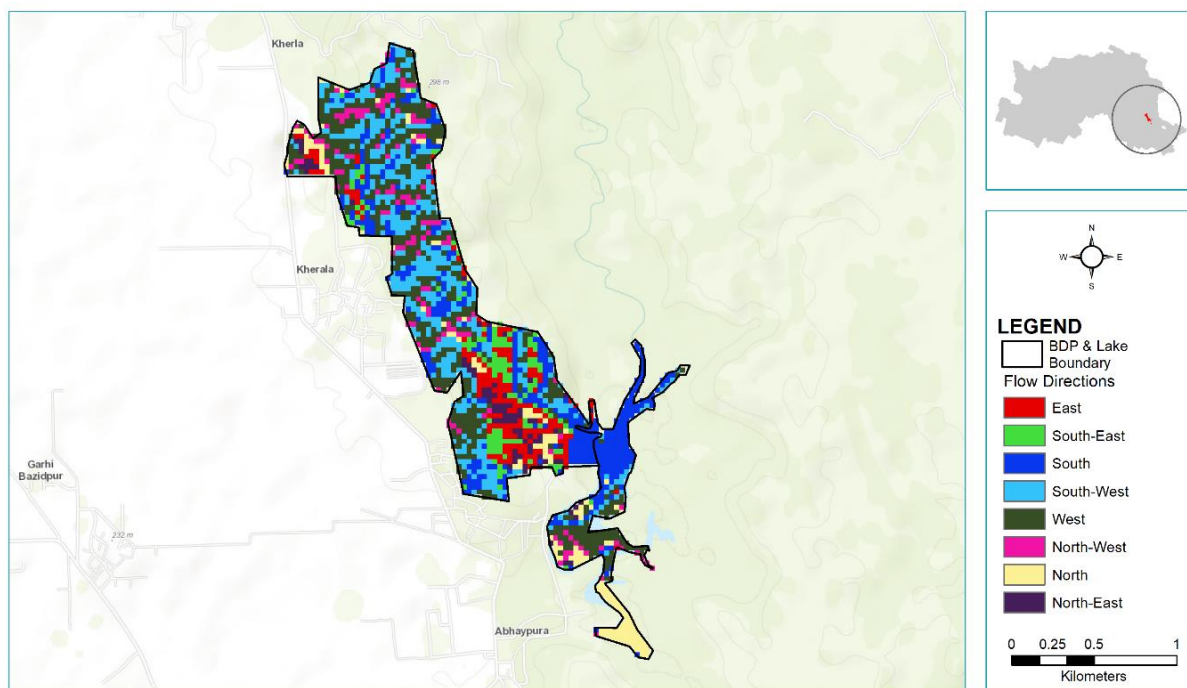 Kherla
298 m
Kherala
Garhi
Bazidpur
232 m
Abhaypura
N
W E
S
LEGEND
BDP & Lake
Boundary
Flow Directions
East
South-East
South
South-West
West
North-West
North
North-East
0 0.25 0.5 1
Kilometers